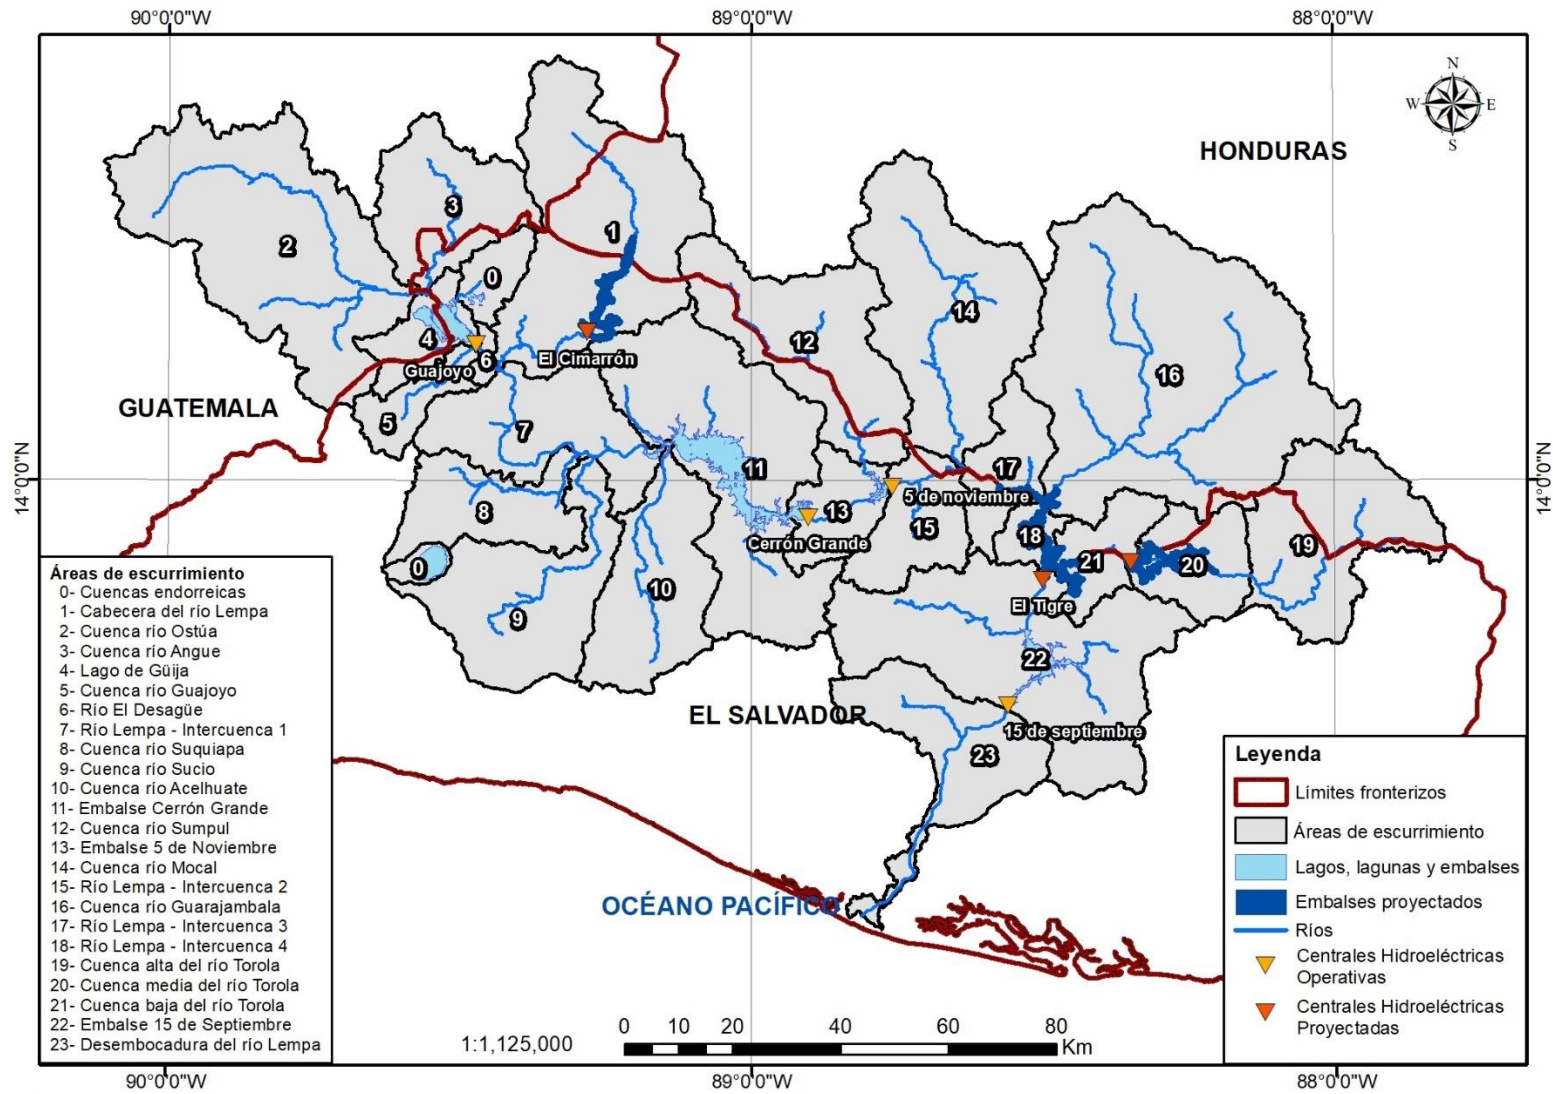 90°0'0"W
89°0'0"W
88°0'0"W
N
W
E
S
HONDURAS
3
2
1
0
14
12
4
16
6
El Cimarrón
Guajoyo
GUATEMALA
5
7
14°0'0"N
14°0'0"N
11
17
5 de noviembre
8
13
15
Cerrón Grande
18
21
20
19
0
10
El Tigre
9
22
EL SALVADOR
15 de septiembre
23
OCÉANO PACÍFICO
Áreas de escurrimiento
0- Cuencas endorreicas
1- Cabecera del río Lempa
2- Cuenca río Ostúa
3- Cuenca río Angue
4- Lago de Güija
5- Cuenca río Guajoyo
6- Río El Desagüe
7- Río Lempa - Intercuenca 1
8- Cuenca río Suquiapa
9- Cuenca río Sucio
10- Cuenca río Acelhuate
11- Embalse Cerrón Grande
12- Cuenca río Sumpul
13- Embalse 5 de Noviembre
14- Cuenca río Mocal
15- Río Lempa - Intercuenca 2
16- Cuenca río Guarajambala
17- Río Lempa - Intercuenca 3
18- Río Lempa - Intercuenca 4
19- Cuenca alta del río Torola
20- Cuenca media del río Torola
21- Cuenca baja del río Torola
22- Embalse 15 de Septiembre
23- Desembocadura del río Lempa
Leyenda
Límites fronterizos
Áreas de escurrimiento
Lagos, lagunas y embalses
Embalses proyectados
Ríos
Centrales Hidroeléctricas
Operativas
Centrales Hidroeléctricas
Proyectadas
1:1,125,000
0 10 20 40 60 80
Km
90°0'0"W
89°0'0"W
88°0'0"W